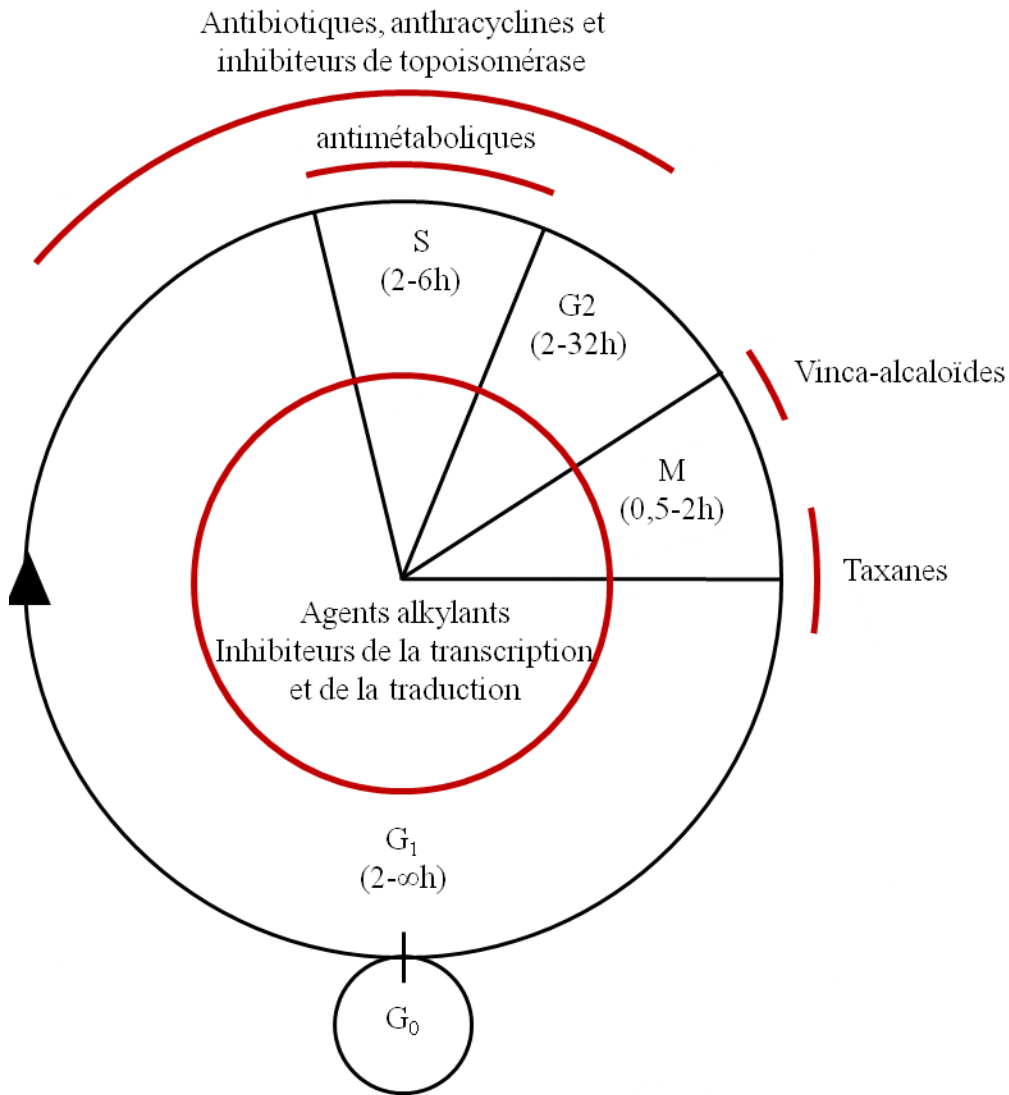 Antibiotiques, anthracyclines et
inhibiteurs de topoisomérase
antimétaboliques
S
(2-6h)
G2
(2-32h)
Vinca-alcaloïdes
M
(0,5-2h)
Taxanes
Agents alkylants
Inhibiteurs de la transcription
et de la traduction
G₁
(2-∞h)
G₀